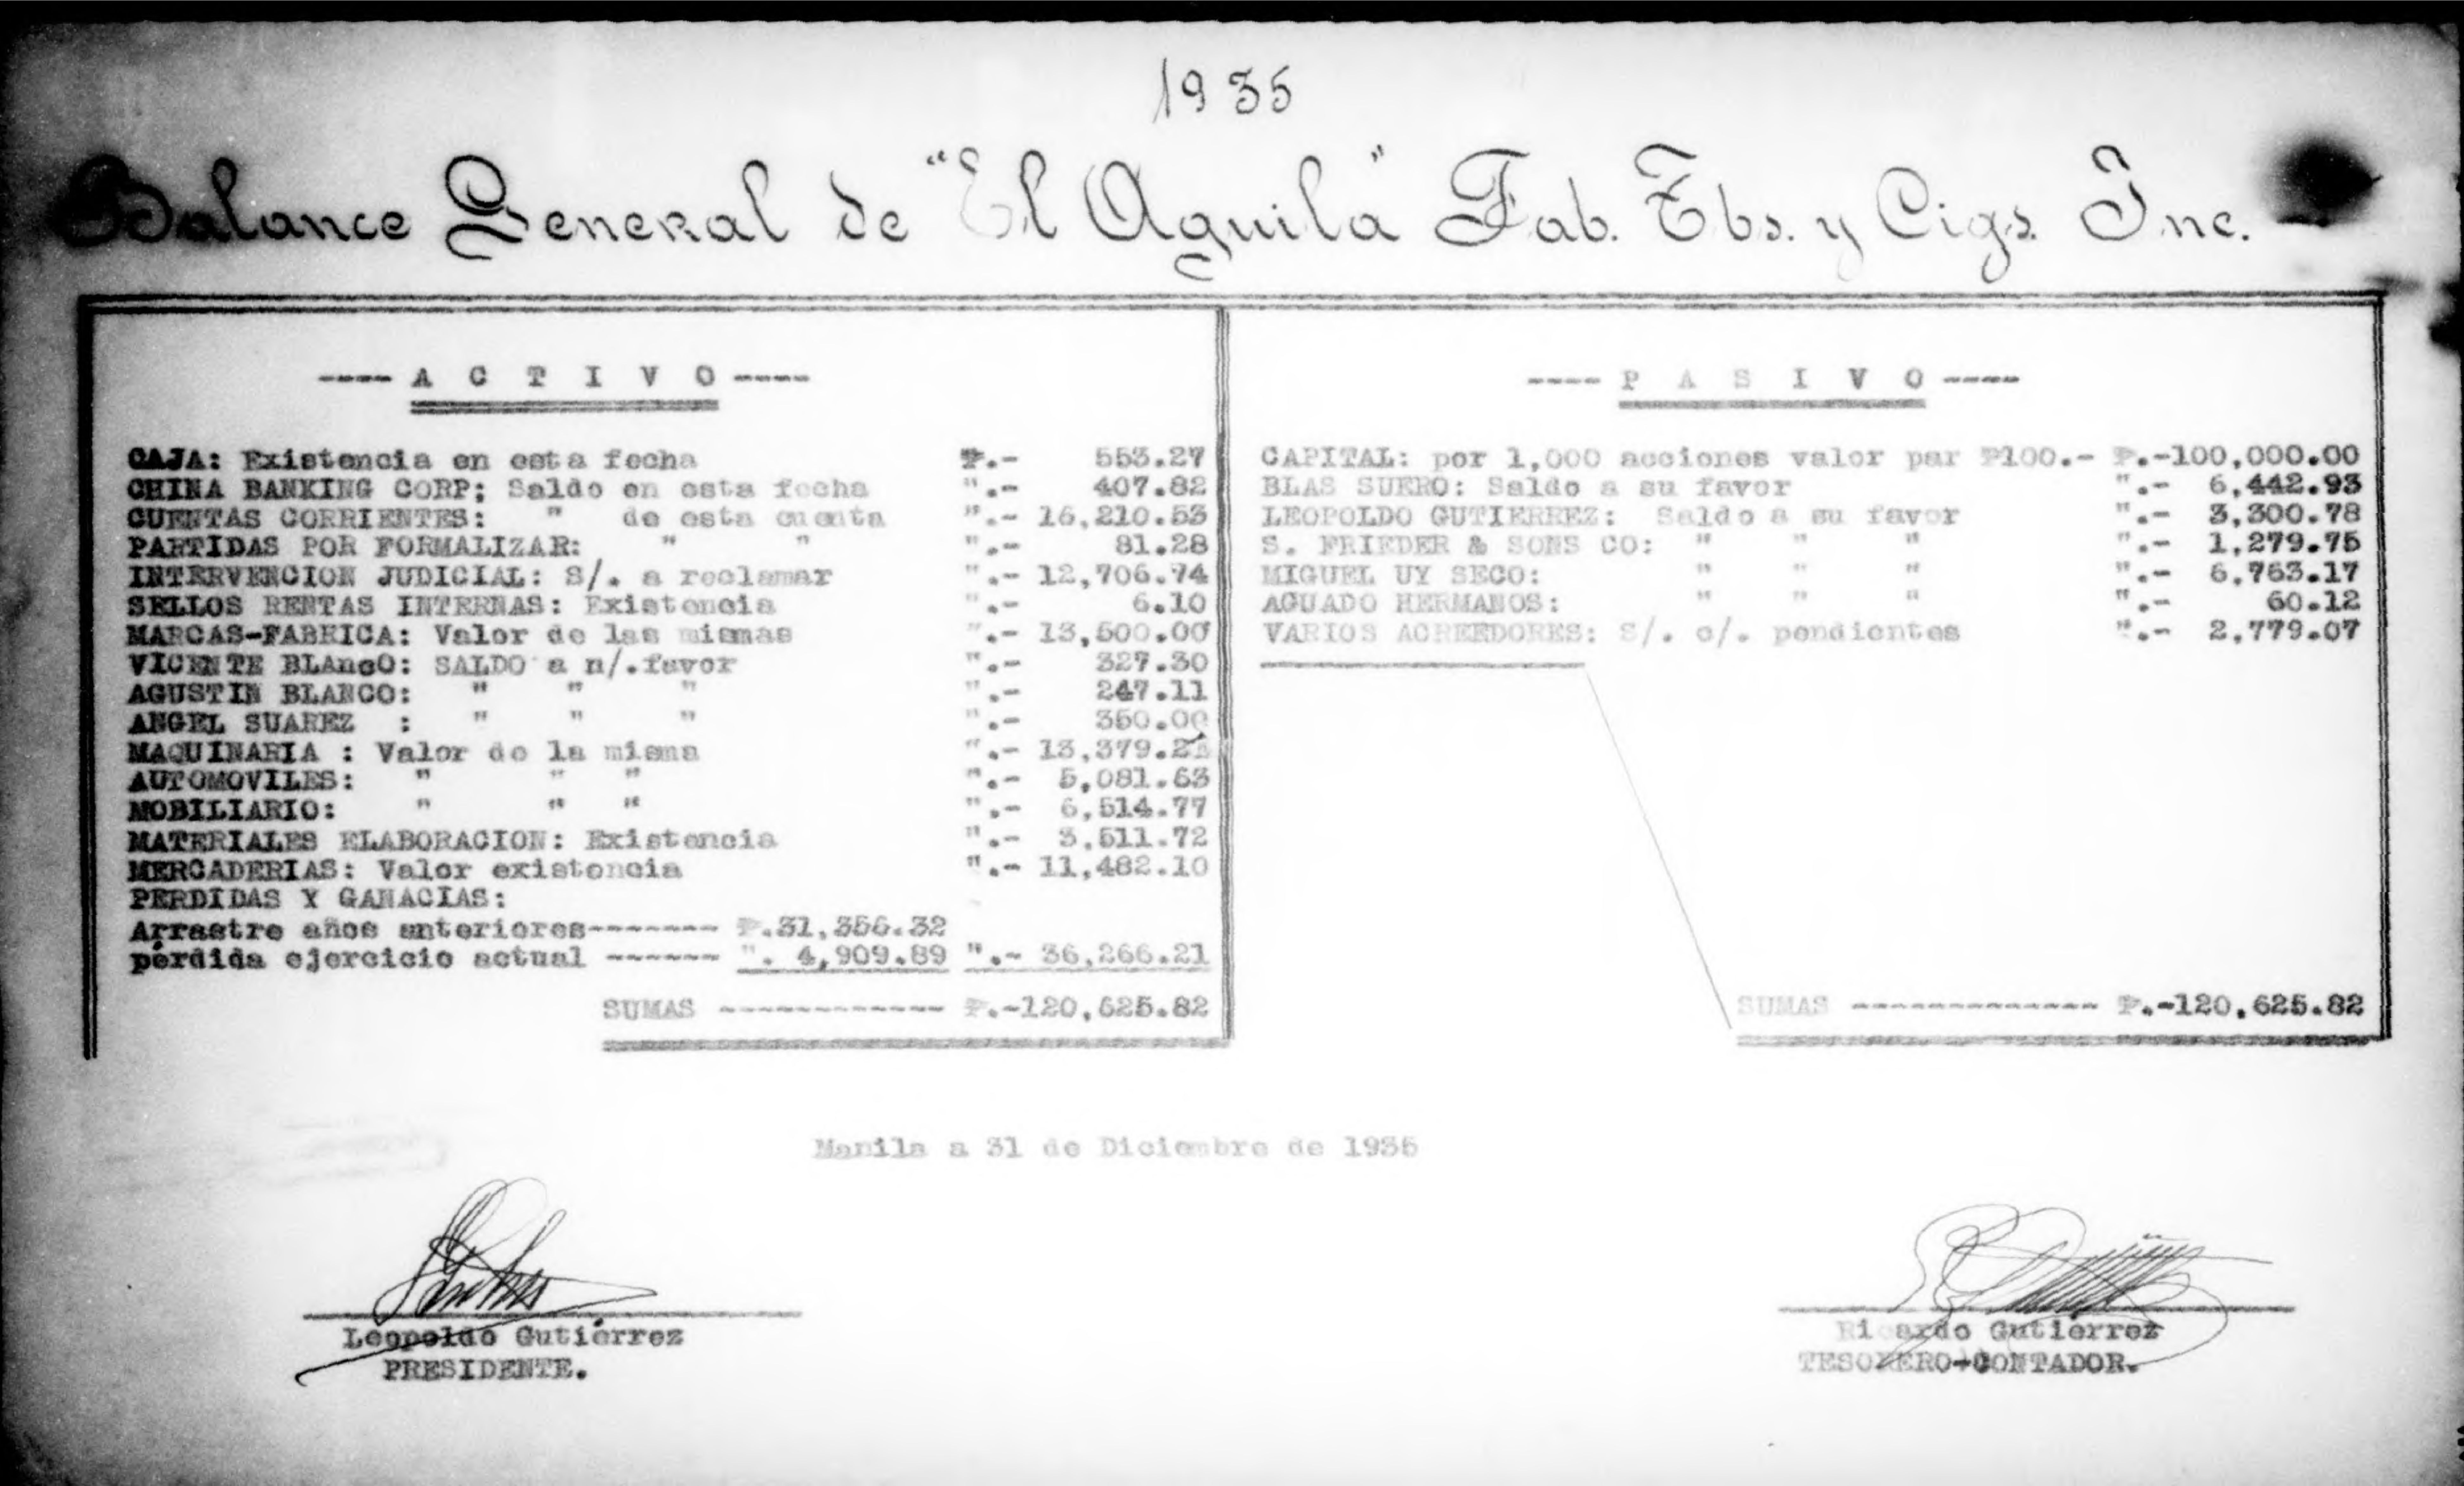 1935
Balance General de "El Aguila" Fab. Tbs. y Cigs. Inc.
---- A C T I V O ----
CAJA: Existencia en esta fecha ₱.- 553.27
CHINA BANKING CORP; Saldo en esta fecha ".- 407.82
CUENTAS CORRIENTES: " de esta cuenta ".- 16,210.53
PARTIDAS POR FORMALIZAR: " " ".- 81.28
INTERVENCION JUDICIAL: S/. a reclamar ".- 12,706.74
SELLOS RENTAS INTERNAS: Existencia ".- 6.10
MARCAS-FABRICA: Valor de las mismas ".- 13,500.00
VICENTE BLAncO: SALDO a n/.favor ".- 327.30
AGUSTIN BLANCO: " " " ".- 247.11
ANGEL SUAREZ : " " " ".- 350.00
MAQUINARIA : Valor de la misma ".- 13,379.24
AUTOMOVILES: " " " ".- 5,081.63
MOBILIARIO: " " " ".- 6,514.77
MATERIALES ELABORACION: Existencia ".- 3,511.72
MERCADERIAS: Valor existencia ".- 11,482.10
PERDIDAS Y GANACIAS:
Arrastre años anteriores------- ₱.31,356.32
pérdida ejercicio actual ------ ". 4,909.89 ".- 36,266.21
SUMAS ------------ ₱.-120,625.82
---- P A S I V O ----
CAPITAL: por 1,000 acciones valor par ₱100.- ₱.-100,000.00
BLAS SUERO: Saldo a su favor ".- 6,442.93
LEOPOLDO GUTIERREZ: Saldo a su favor ".- 3,300.78
S. FRIEDER & SONS CO: " " " ".- 1,279.75
MIGUEL UY SECO: " " " ".- 6,763.17
AGUADO HERMANOS: " " " ".- 60.12
VARIOS ACREEDORES: S/. c/. pendientes ".- 2,779.07
SUMAS ------------- ₱.-120,625.82
Manila a 31 de Diciembre de 1935
Leopoldo Gutiérrez
PRESIDENTE.
Ricardo Gutiérrez
TESORERO-CONTADOR.